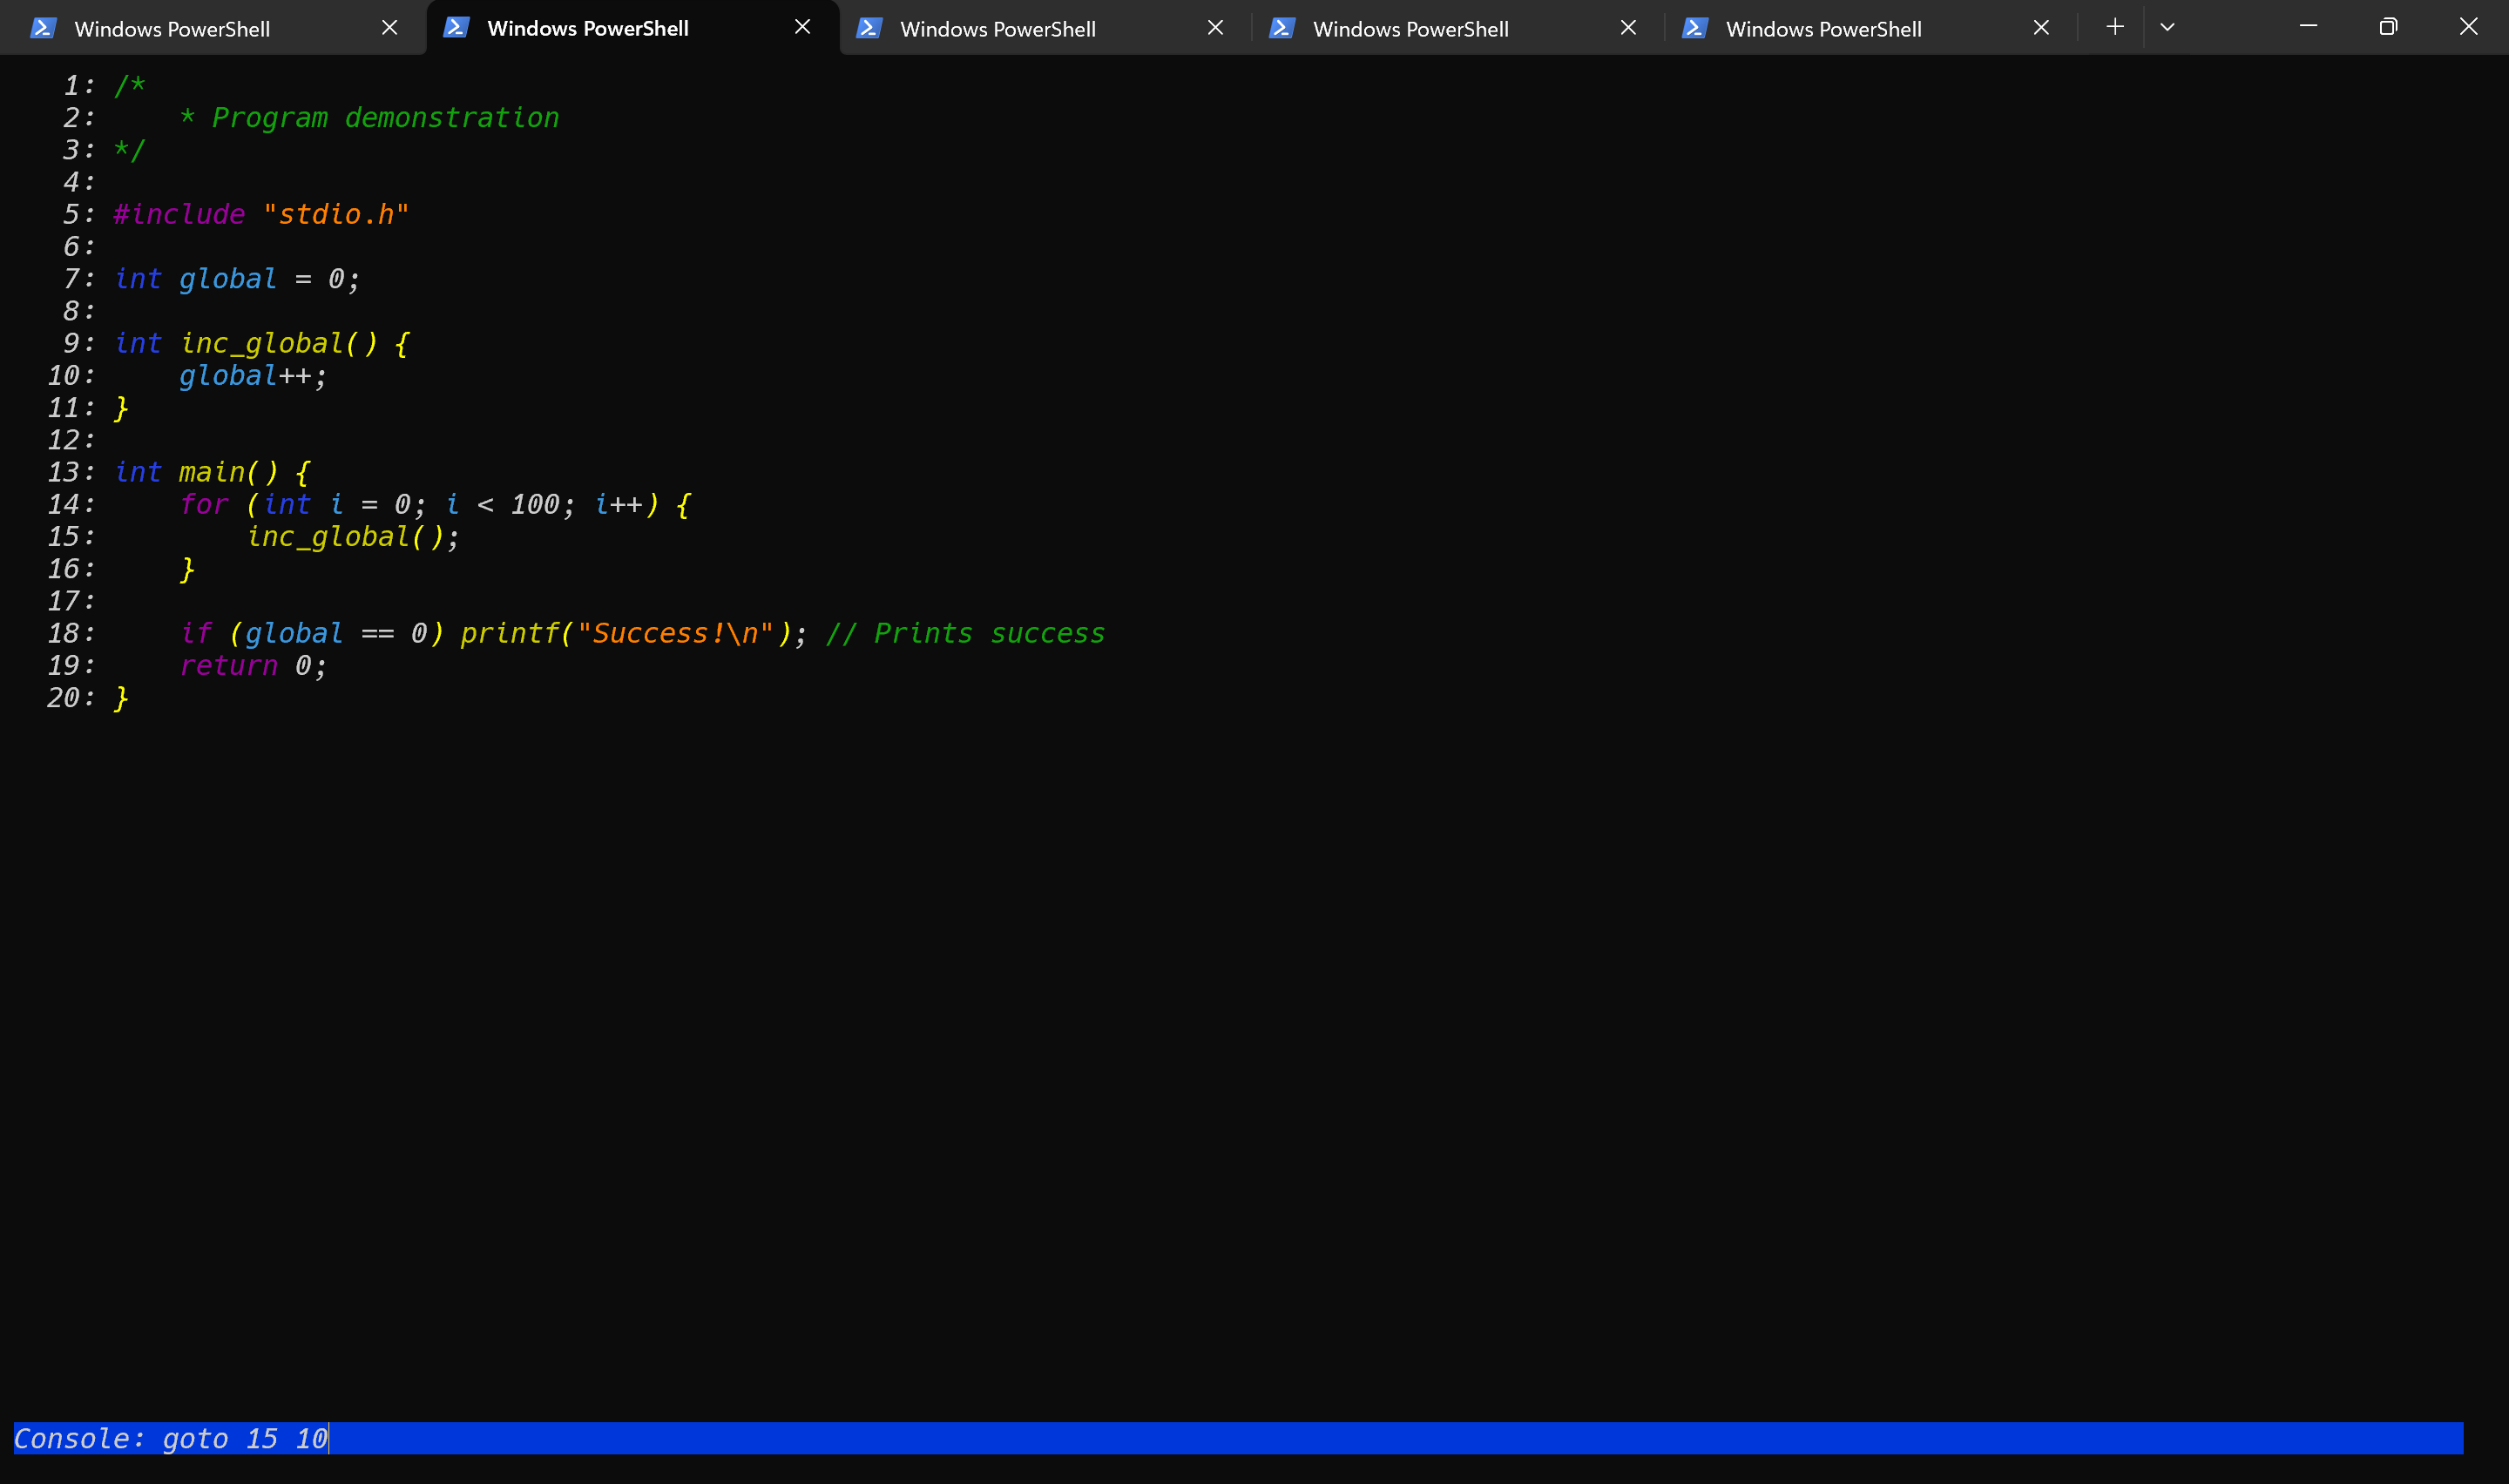 Windows PowerShell Windows PowerShell Windows PowerShell Windows PowerShell Windows PowerShell
1: /*
2:     * Program demonstration
3: */
4:
5: #include "stdio.h"
6:
7: int global = 0;
8:
9: int inc_global() {
10:     global++;
11: }
12:
13: int main() {
14:     for (int i = 0; i < 100; i++) {
15:         inc_global();
16:     }
17:
18:     if (global == 0) printf("Success!\n"); // Prints success
19:     return 0;
20: }
Console: goto 15 10